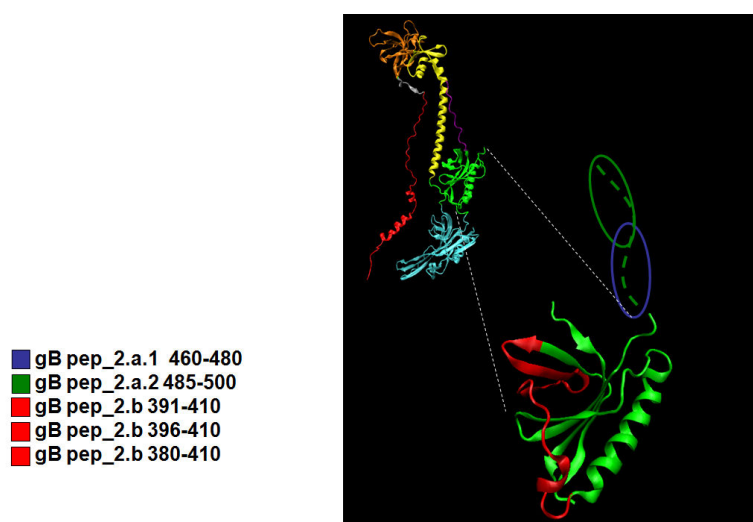 gB pep_2.a.1 460-480
gB pep_2.a.2 485-500
gB pep_2.b 391-410
gB pep_2.b 396-410
gB pep_2.b 380-410